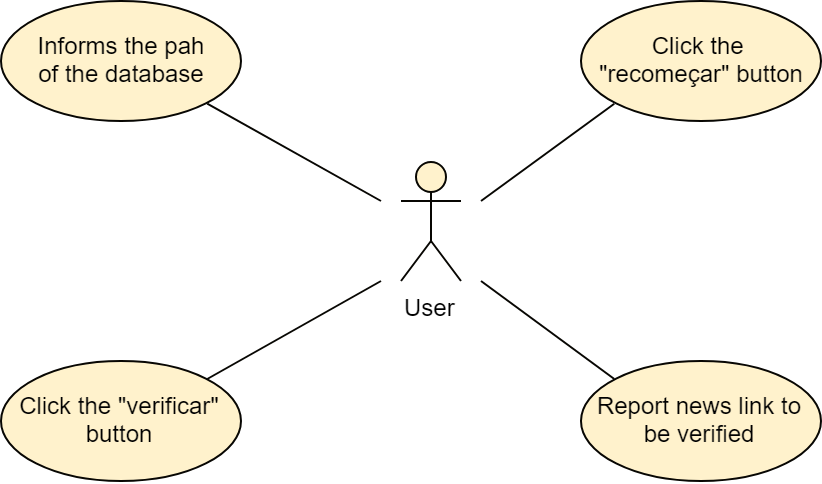 Informs the pah
of the database
Click the
"recomeçar" button
User
Click the "verificar"
button
Report news link to
be verified